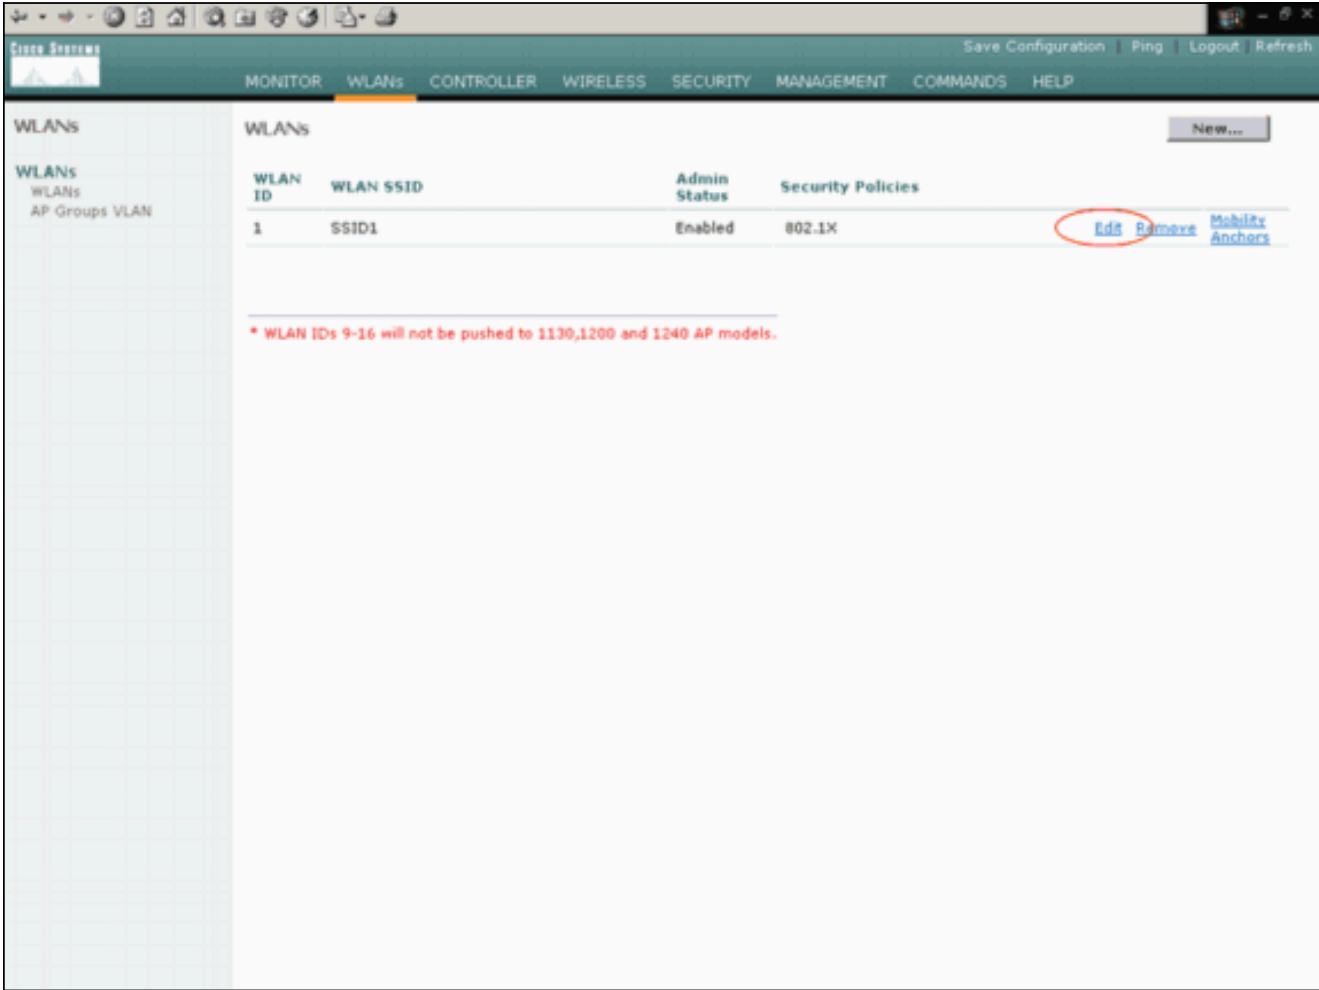 Save Configuration | Ping | Logout | Refresh
CISCO SYSTEMS
MONITOR WLANs CONTROLLER WIRELESS SECURITY MANAGEMENT COMMANDS HELP
WLANs
WLANs
WLANs
AP Groups VLAN
WLANs
New...
WLAN ID WLAN SSID Admin Status Security Policies
1 SSID1 Enabled 802.1X Edit Remove Mobility Anchors
* WLAN IDs 9-16 will not be pushed to 1130,1200 and 1240 AP models.